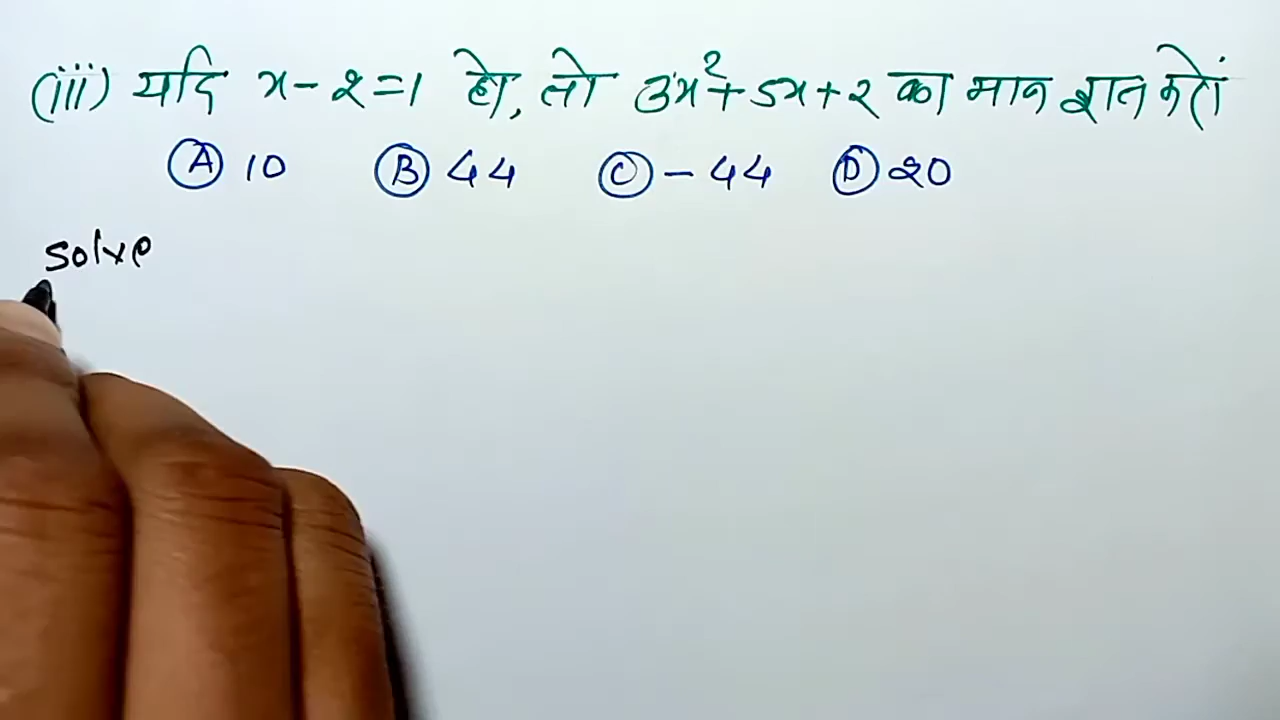 (iii) यदि x - 2 = 1 हो, तो 3x² + 5x + 2 का मान ज्ञात करें
(A) 10 (B) 44 (C) - 44 (D) 20
Solve